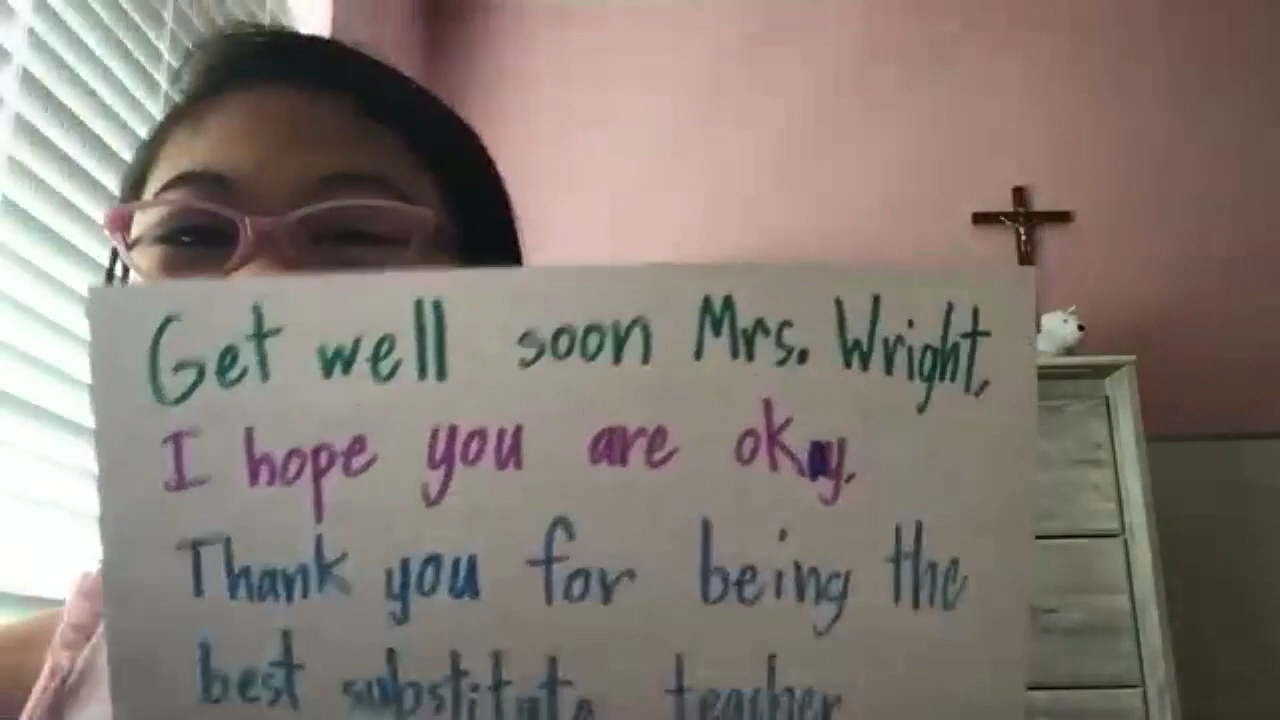 Get well soon Mrs. Wright,
I hope you are okay.
Thank you for being the
best substitute teacher